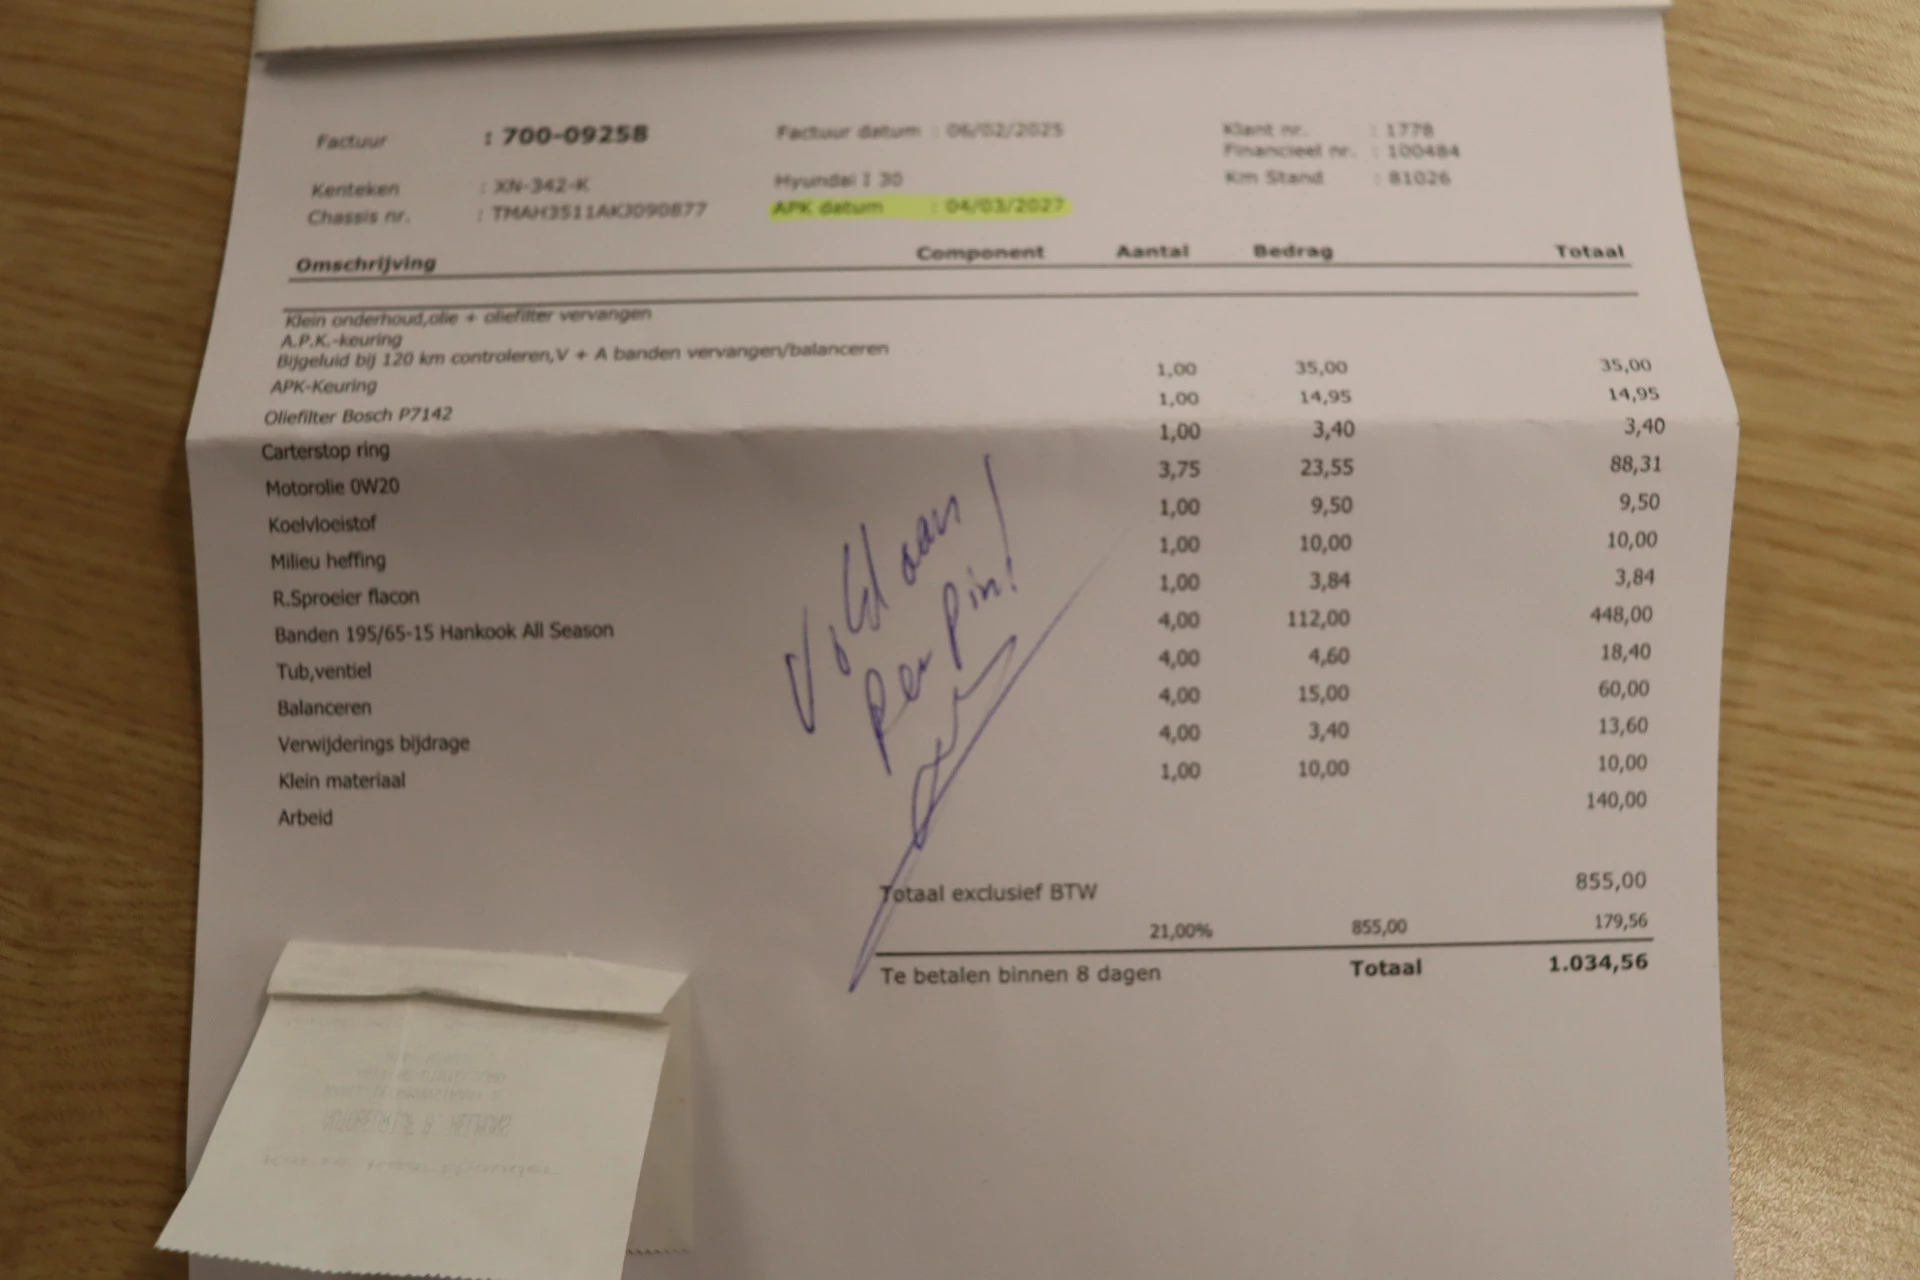 Factuur : 700-09258 Factuur datum : 06/02/2025 Klant nr. : 1778
Financieel nr. : 100484
Kenteken : XN-342-K Hyundai I 30 Km Stand : 81026
Chassis nr. : TMAH3511AKJ090877 APK datum : 04/03/2027
Omschrijving Component Aantal Bedrag Totaal
Klein onderhoud,olie + oliefilter vervangen
A.P.K.-keuring
Bijgeluid bij 120 km controleren,V + A banden vervangen/balanceren
APK-Keuring 1,00 35,00 35,00
Oliefilter Bosch P7142 1,00 14,95 14,95
Carterstop ring 1,00 3,40 3,40
Motorolie 0W20 3,75 23,55 88,31
Koelvloeistof 1,00 9,50 9,50
Milieu heffing 1,00 10,00 10,00
R.Sproeier flacon 1,00 3,84 3,84
Banden 195/65-15 Hankook All Season 4,00 112,00 448,00
Tub,ventiel 4,00 4,60 18,40
Balanceren 4,00 15,00 60,00
Verwijderings bijdrage 4,00 3,40 13,60
Klein materiaal 1,00 10,00 10,00
Arbeid 140,00
Voldaan
per pin!
Totaal exclusief BTW 855,00
21,00% 855,00 179,56
Te betalen binnen 8 dagen Totaal 1.034,56